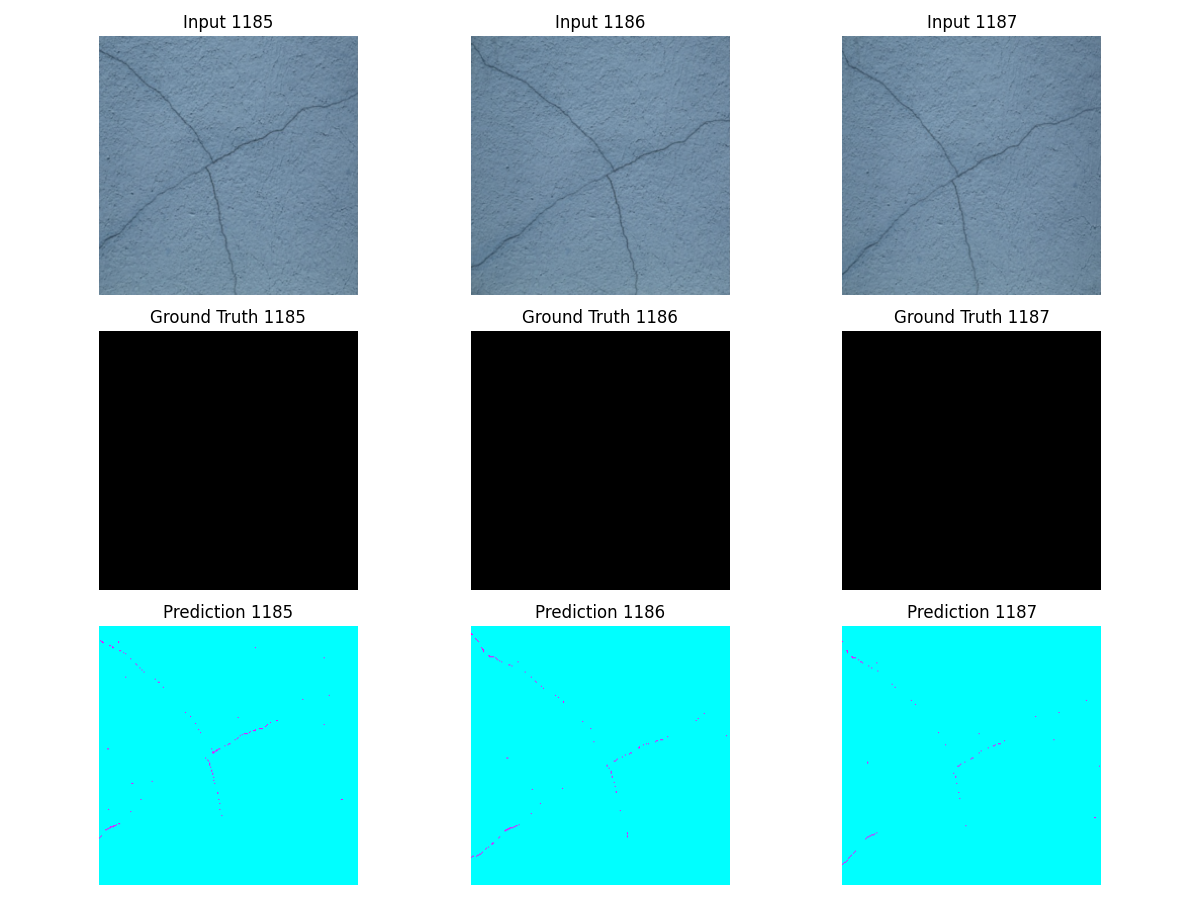 Input 1185
Input 1186
Input 1187
Ground Truth 1185
Ground Truth 1186
Ground Truth 1187
Prediction 1185
Prediction 1186
Prediction 1187